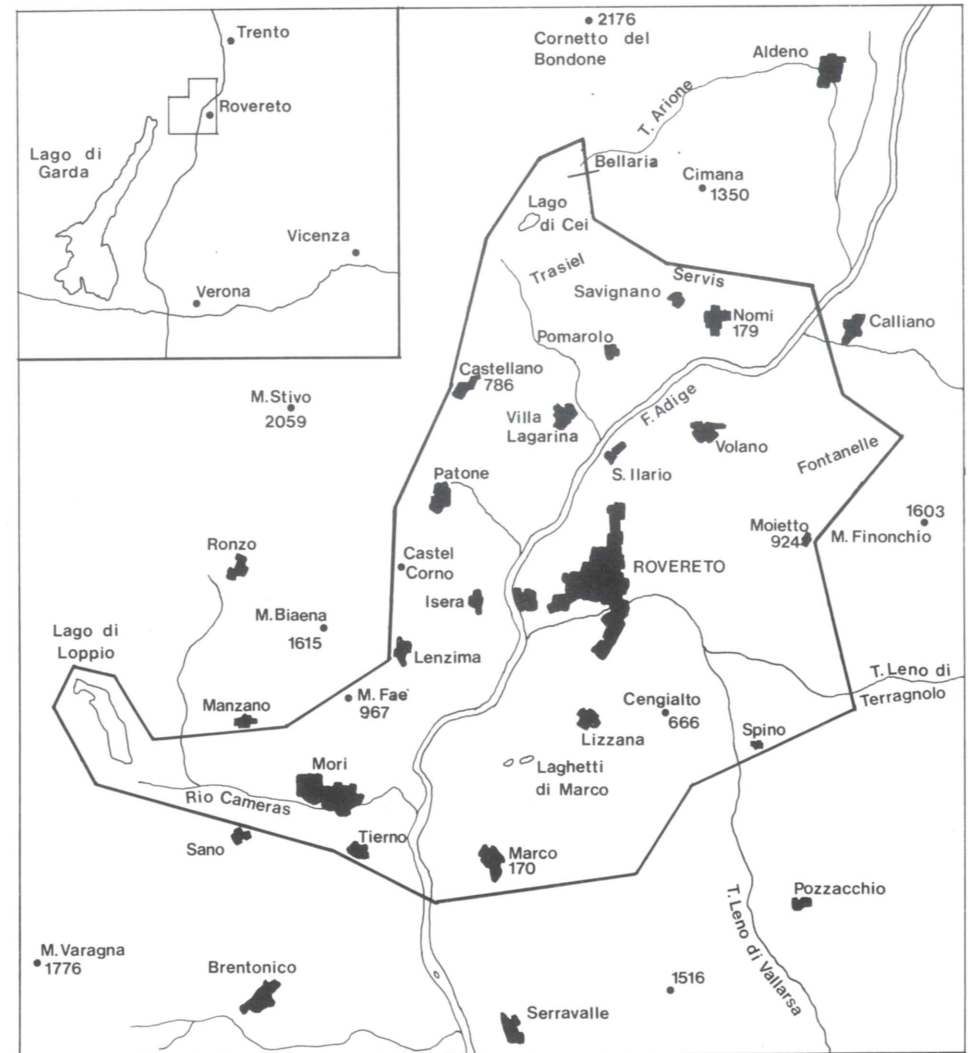 Trento
Rovereto
Lago di
Garda
Vicenza
Verona
2176
Cornetto del
Bondone
Aldeno
T. Arione
Bellaria
Cimana
1350
Lago
di Cei
Trasiel
Servis
Savignano
Nomi
179
Calliano
Pomarolo
Castellano
786
M. Stivo
2059
Villa
Lagarina
F. Adige
Volano
S. Ilario
Fontanelle
Patone
1603
M. Finonchio
Moietto
924
Ronzo
Castel
Corno
ROVERETO
Isera
M. Biaena
1615
Lago di
Loppio
Lenzima
T. Leno di
Terragnolo
Manzano
M. Fae'
967
Cengialto
666
Lizzana
Spino
Mori
Laghetti
di Marco
Rio Cameras
Sano
Tierno
Marco
170
Pozzacchio
T. Leno di Vallarsa
M. Varagna
1776
Brentonico
1516
Serravalle